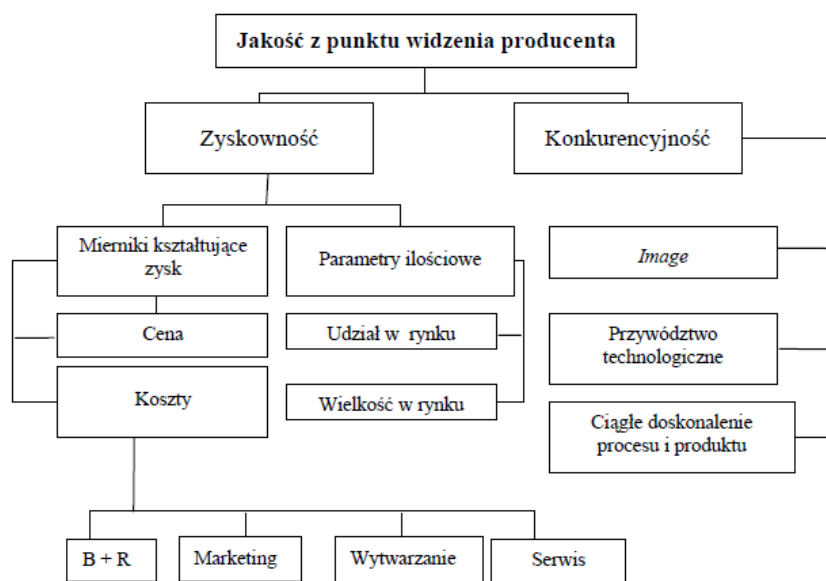 Jakość z punktu widzenia producenta
Zyskowność
Konkurencyjność
Mierniki kształtujące
zysk
Parametry ilościowe
Image
Cena
Udział w rynku
Przywództwo
technologiczne
Koszty
Wielkość w rynku
Ciągłe doskonalenie
procesu i produktu
B + R
Marketing
Wytwarzanie
Serwis